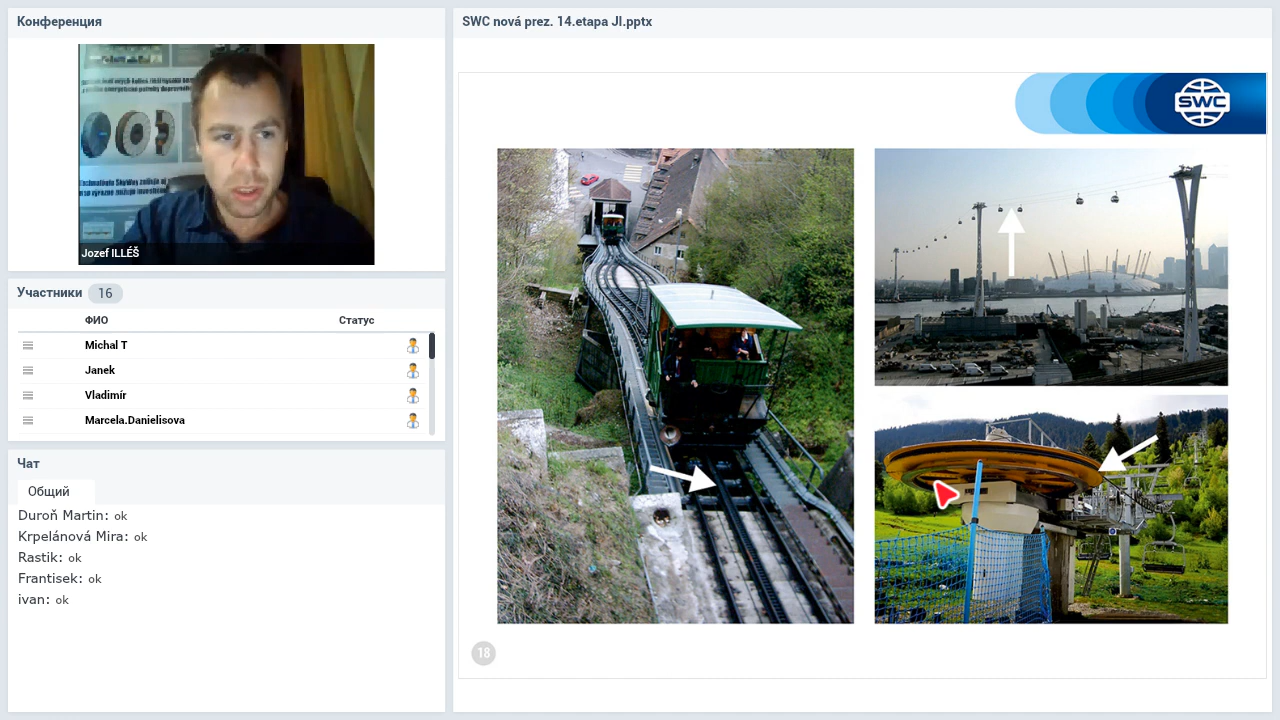 Конференция
Jozef ILLÉŠ
Участники 16
ФИО Статус
Michal T
Janek
Vladimír
Marcela.Danielisova
Чат
Общий
Duroň Martin: ok
Krpelánová Mira: ok
Rastik: ok
Frantisek: ok
ivan: ok
SWC nová prez. 14.etapa JI.pptx
SWC
18